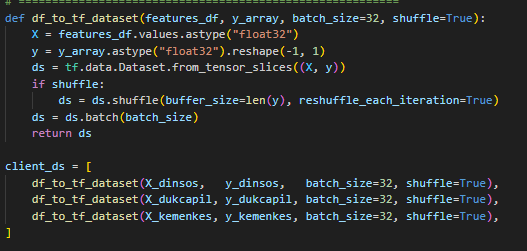 # ======================================================
def df_to_tf_dataset(features_df, y_array, batch_size=32, shuffle=True):
    X = features_df.values.astype("float32")
    y = y_array.astype("float32").reshape(-1, 1)
    ds = tf.data.Dataset.from_tensor_slices((X, y))
    if shuffle:
        ds = ds.shuffle(buffer_size=len(y), reshuffle_each_iteration=True)
    ds = ds.batch(batch_size)
    return ds

client_ds = [
    df_to_tf_dataset(X_dinsos,   y_dinsos,   batch_size=32, shuffle=True),
    df_to_tf_dataset(X_dukcapil, y_dukcapil, batch_size=32, shuffle=True),
    df_to_tf_dataset(X_kemenkes, y_kemenkes, batch_size=32, shuffle=True),
]